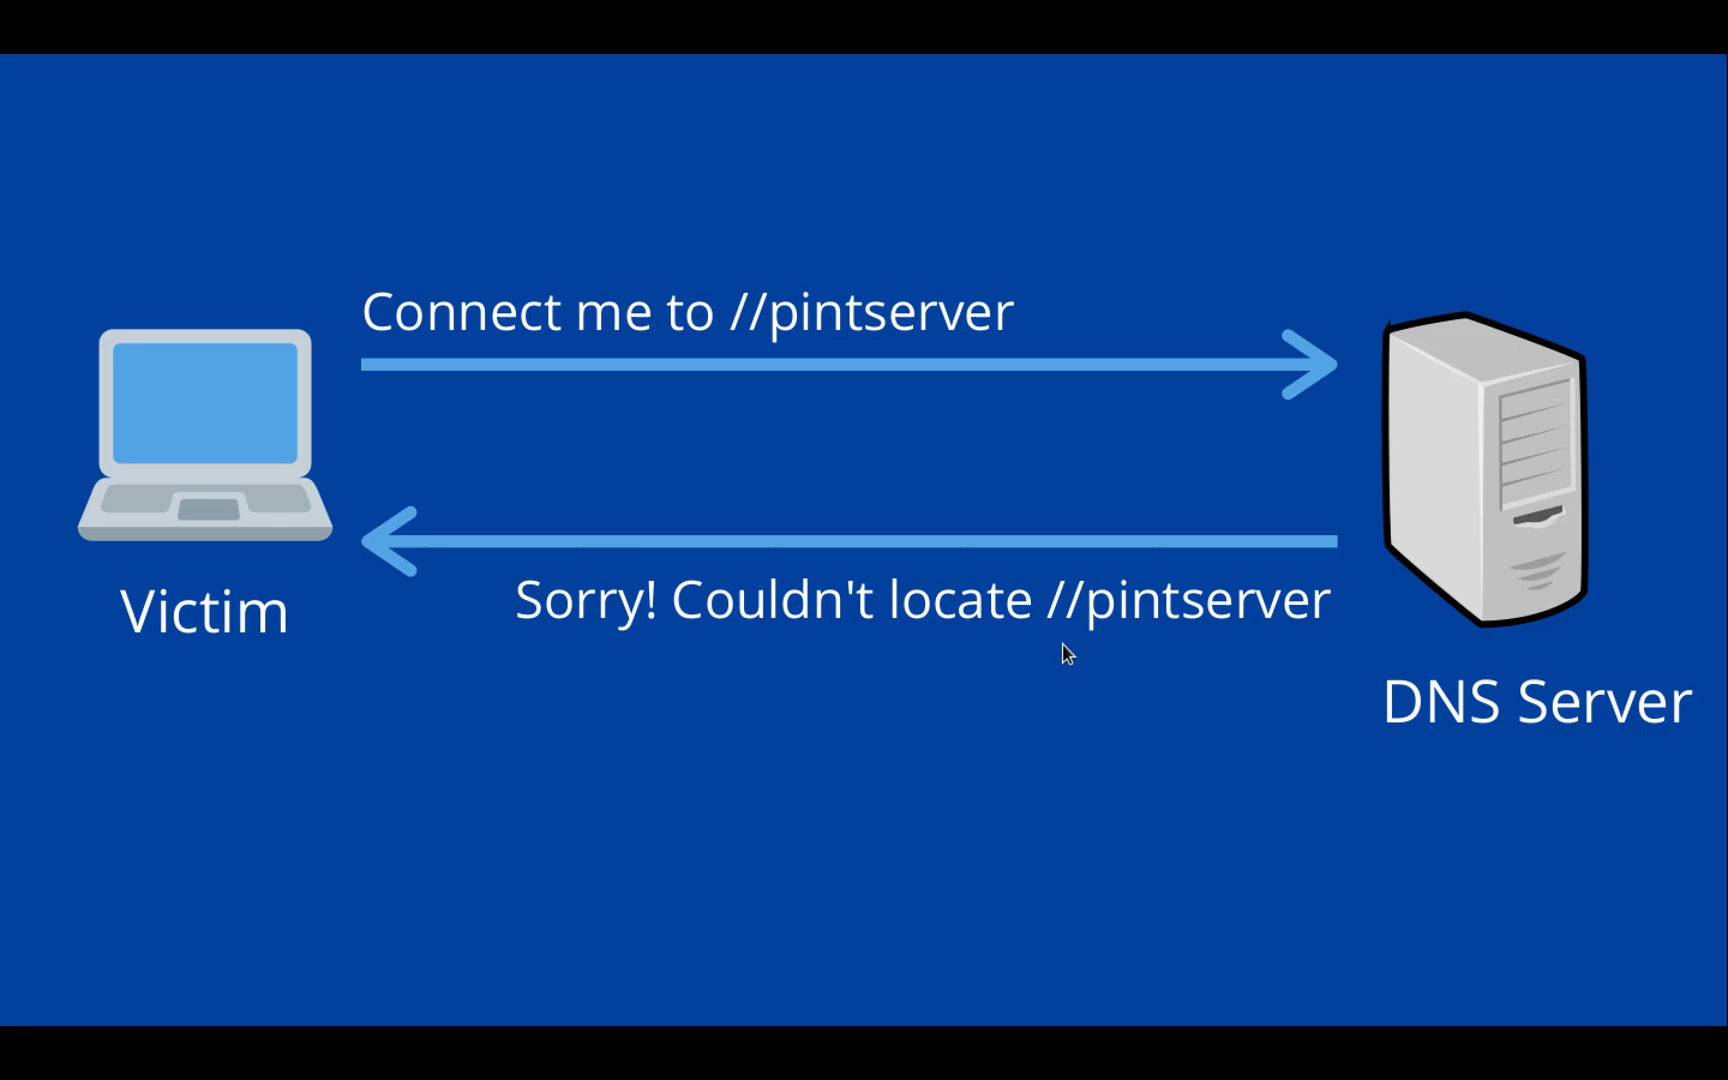 Connect me to //pintserver
Sorry! Couldn't locate //pintserver
Victim
DNS Server